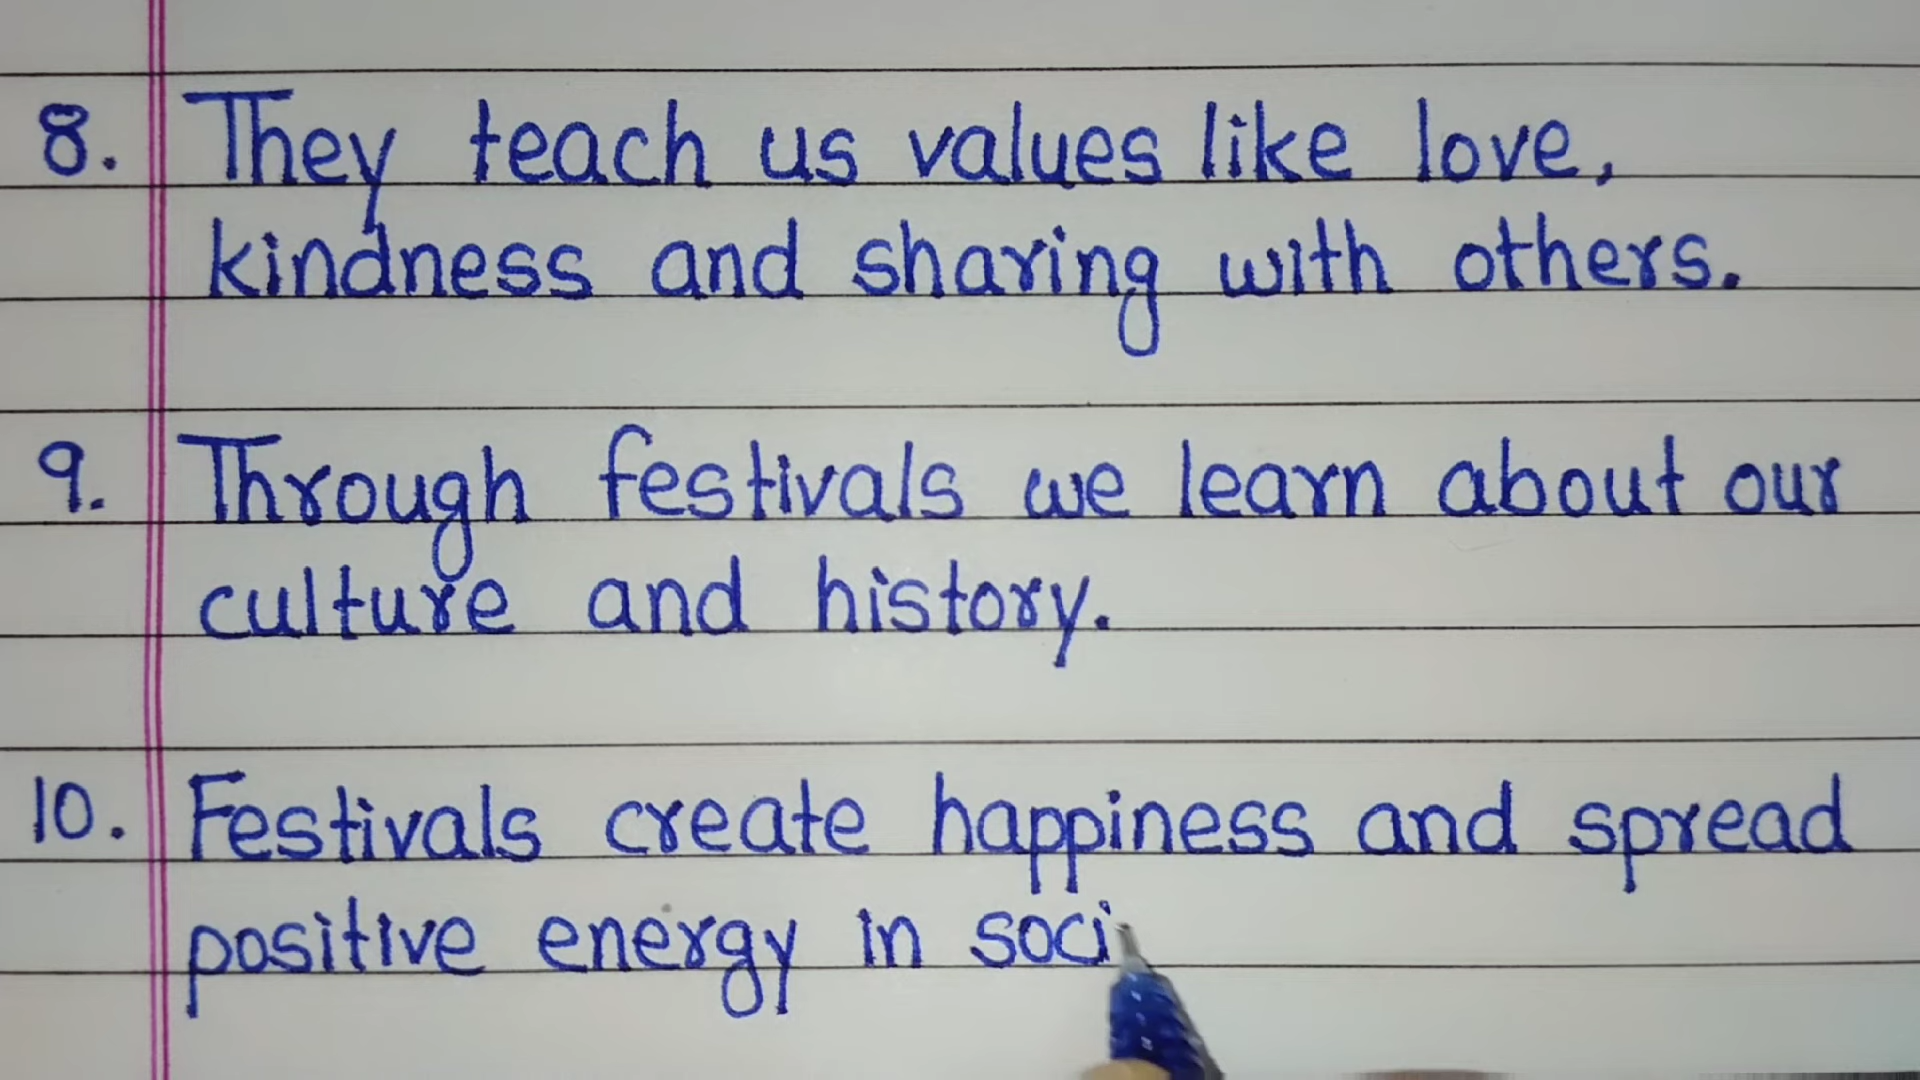 8. They teach us values like love,
kindness and sharing with others.
9. Through festivals we learn about our
culture and history.
10. Festivals create happiness and spread
positive energy in soci